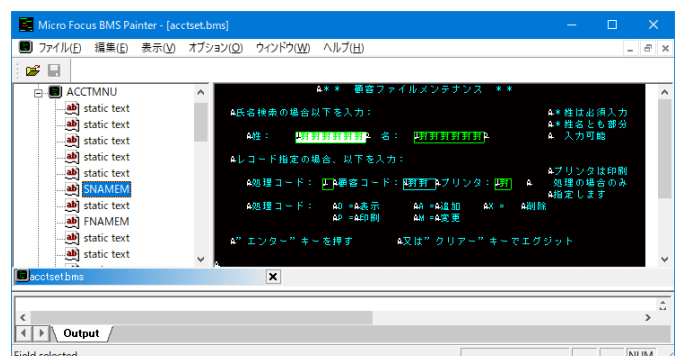 Micro Focus BMS Painter - [acctset.bms]
ファイル(F) 編集(E) 表示(V) オプション(O) ウィンドウ(W) ヘルプ(H)
ACCTMNU
static text
static text
static text
static text
static text
SNAMEM
static text
FNAMEM
static text
static text
A* * 顧客ファイルメンテナンス * *
A氏名検索の場合以下を入力: A*姓は必須入力
A*姓名とも部分
A姓: 名: A 入力可能
Aレコード指定の場合、以下を入力:
Aプリンタは印刷
A処理コード: A顧客コード: Aプリンタ: A 処理の場合のみ
A指定します
A処理コード: AD =A表示 AA =A追加 AX = A削除
AP =A印刷 AM =A変更
A" エンター" キーを押す A又は" クリアー" キーでエグジット
acctset.bms
Output
Field selected
NUM